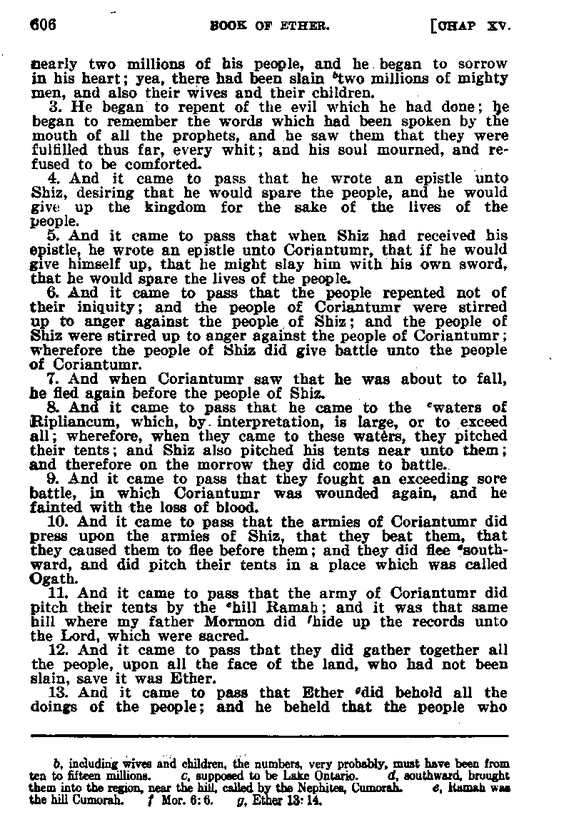 606 BOOK OF ETHER. [CHAP XV.
nearly two millions of his people, and he began to sorrow
in his heart; yea, there had been slain ᵇtwo millions of mighty
men, and also their wives and their children.
3. He began to repent of the evil which he had done; he
began to remember the words which had been spoken by the
mouth of all the prophets, and he saw them that they were
fulfilled thus far, every whit; and his soul mourned, and re-
fused to be comforted.
4. And it came to pass that he wrote an epistle unto
Shiz, desiring that he would spare the people, and he would
give up the kingdom for the sake of the lives of the
people.
5. And it came to pass that when Shiz had received his
epistle, he wrote an epistle unto Coriantumr, that if he would
give himself up, that he might slay him with his own sword,
that he would spare the lives of the people.
6. And it came to pass that the people repented not of
their iniquity; and the people of Coriantumr were stirred
up to anger against the people of Shiz; and the people of
Shiz were stirred up to anger against the people of Coriantumr;
wherefore the people of Shiz did give battle unto the people
of Coriantumr.
7. And when Coriantumr saw that he was about to fall,
he fled again before the people of Shiz.
8. And it came to pass that he came to the ᶜwaters of
Ripliancum, which, by interpretation, is large, or to exceed
all; wherefore, when they came to these waters, they pitched
their tents; and Shiz also pitched his tents near unto them;
and therefore on the morrow they did come to battle.
9. And it came to pass that they fought an exceeding sore
battle, in which Coriantumr was wounded again, and he
fainted with the loss of blood.
10. And it came to pass that the armies of Coriantumr did
press upon the armies of Shiz, that they beat them, that
they caused them to flee before them; and they did flee ᵈsouth-
ward, and did pitch their tents in a place which was called
Ogath.
11. And it came to pass that the army of Coriantumr did
pitch their tents by the ᵉhill Ramah; and it was that same
hill where my father Mormon did ᶠhide up the records unto
the Lord, which were sacred.
12. And it came to pass that they did gather together all
the people, upon all the face of the land, who had not been
slain, save it was Ether.
13. And it came to pass that Ether ᵍdid behold all the
doings of the people; and he beheld that the people who
b, including wives and children, the numbers, very probably, must have been from
ten to fifteen millions. c, supposed to be Lake Ontario. d, southward, brought
them into the region, near the hill, called by the Nephites, Cumorah. e, Ramah was
the hill Cumorah. f Mor. 6:6. g, Ether 13:14.